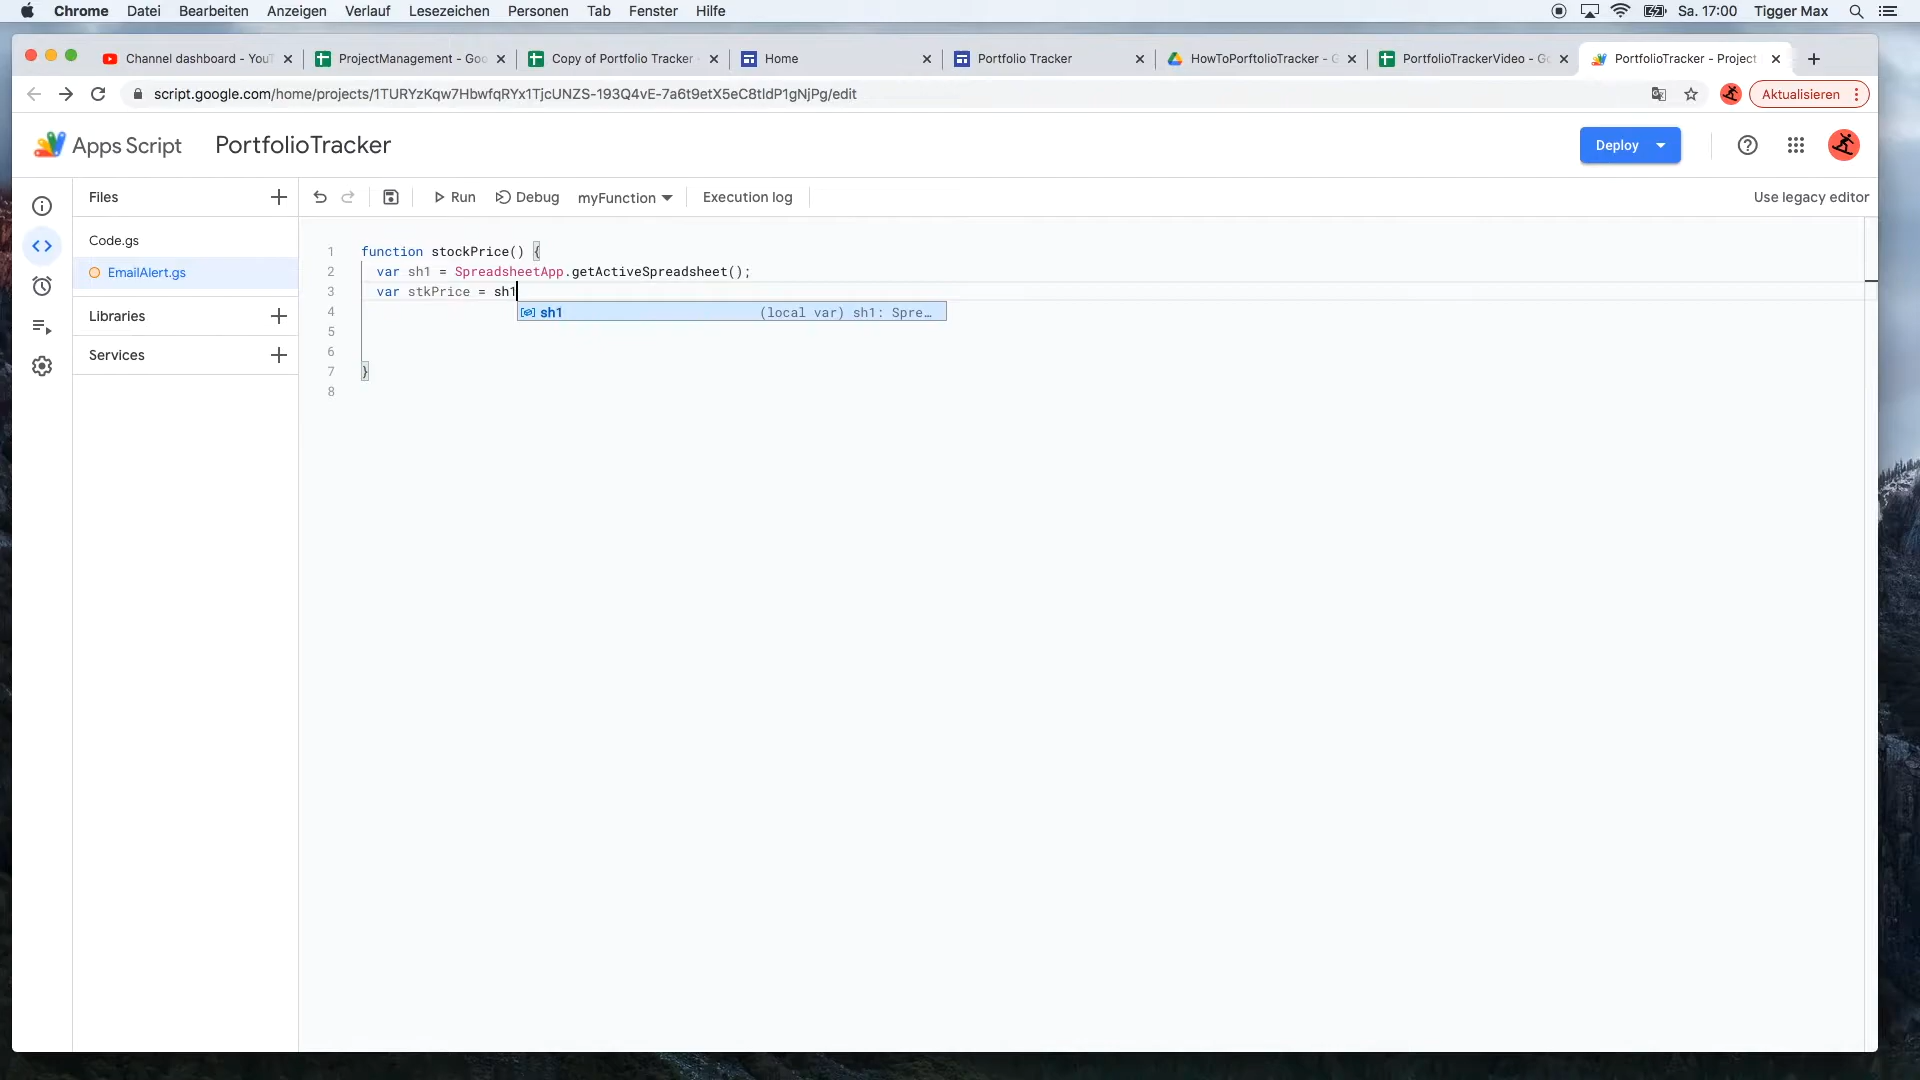 Chrome Datei Bearbeiten Anzeigen Verlauf Lesezeichen Personen Tab Fenster Hilfe Sa. 17:00 Tigger Max
Channel dashboard - YouT ProjectManagement - Goo Copy of Portfolio Tracker Home Portfolio Tracker HowToPorftolioTracker - G PortfolioTrackerVideo - Go PortfolioTracker - Project
script.google.com/home/projects/1TURYzKqw7HbwfqRYx1TjcUNZS-193Q4vE-7a6t9etX5eC8tldP1gNjPg/edit Aktualisieren
Apps Script PortfolioTracker Deploy
Files Run Debug myFunction Execution log Use legacy editor
Code.gs
EmailAlert.gs
Libraries
Services
1 function stockPrice() {
2 var sh1 = SpreadsheetApp.getActiveSpreadsheet();
3 var stkPrice = sh1
4 sh1 (local var) sh1: Spre…
5
6
7 }
8